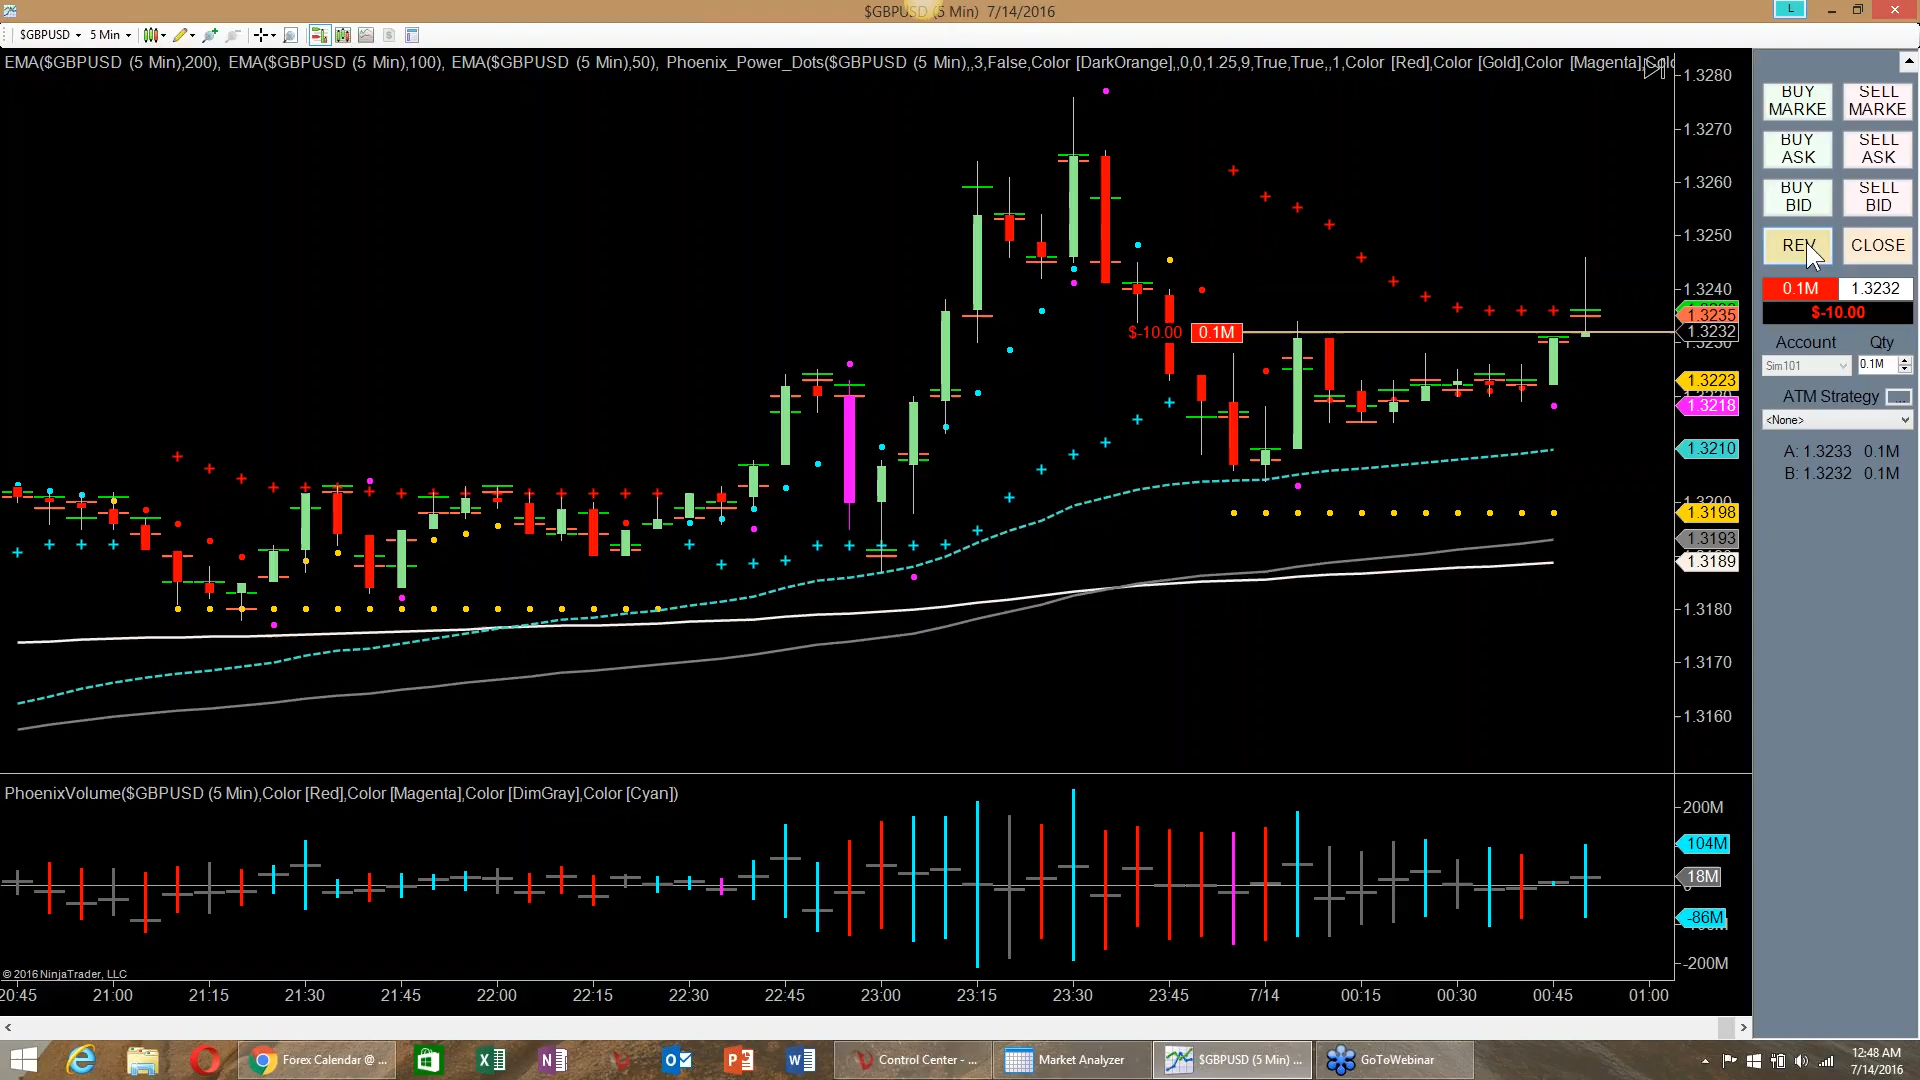 $GBPUSD (5 Min) 7/14/2016
L
$GBPUSD 5 Min
EMA($GBPUSD (5 Min),200), EMA($GBPUSD (5 Min),100), EMA($GBPUSD (5 Min),50), Phoenix_Power_Dots($GBPUSD (5 Min),,3,False,Color [DarkOrange],,0,0,1.25,9,True,True,,1,Color [Red],Color [Gold],Color [Magenta],
1.3280
1.3270
1.3260
1.3250
1.3240
1.3235
1.3232
1.3223
1.3218
1.3210
1.3200
1.3198
1.3193
1.3189
1.3180
1.3170
1.3160
$-10.00 0.1M
BUY MARKE
SELL MARKE
BUY ASK
SELL ASK
BUY BID
SELL BID
REV
CLOSE
0.1M 1.3232
$-10.00
Account Qty
Sim101 0.1M
ATM Strategy ...
<None>
A: 1.3233 0.1M
B: 1.3232 0.1M
PhoenixVolume($GBPUSD (5 Min),Color [Red],Color [Magenta],Color [DimGray],Color [Cyan])
200M
104M
18M
0
-86M
-200M
© 2016 NinjaTrader, LLC
20:45 21:00 21:15 21:30 21:45 22:00 22:15 22:30 22:45 23:00 23:15 23:30 23:45 7/14 00:15 00:30 00:45 01:00
Forex Calendar @ ...
Control Center - ...
Market Analyzer
$GBPUSD (5 Min) ...
GoToWebinar
12:48 AM
7/14/2016